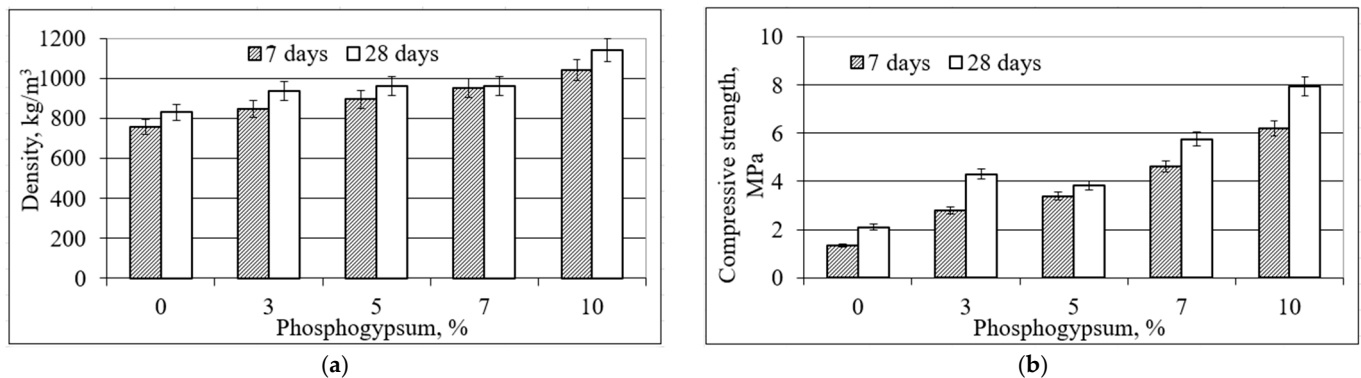 1200
1000
800
600
400
200
0
Density, kg/m³
7 days 28 days
0 3 5 7 10
Phosphogypsum, %
(a)
10
8
6
4
2
0
Compressive strength,
MPa
7 days 28 days
0 3 5 7 10
Phosphogypsum, %
(b)